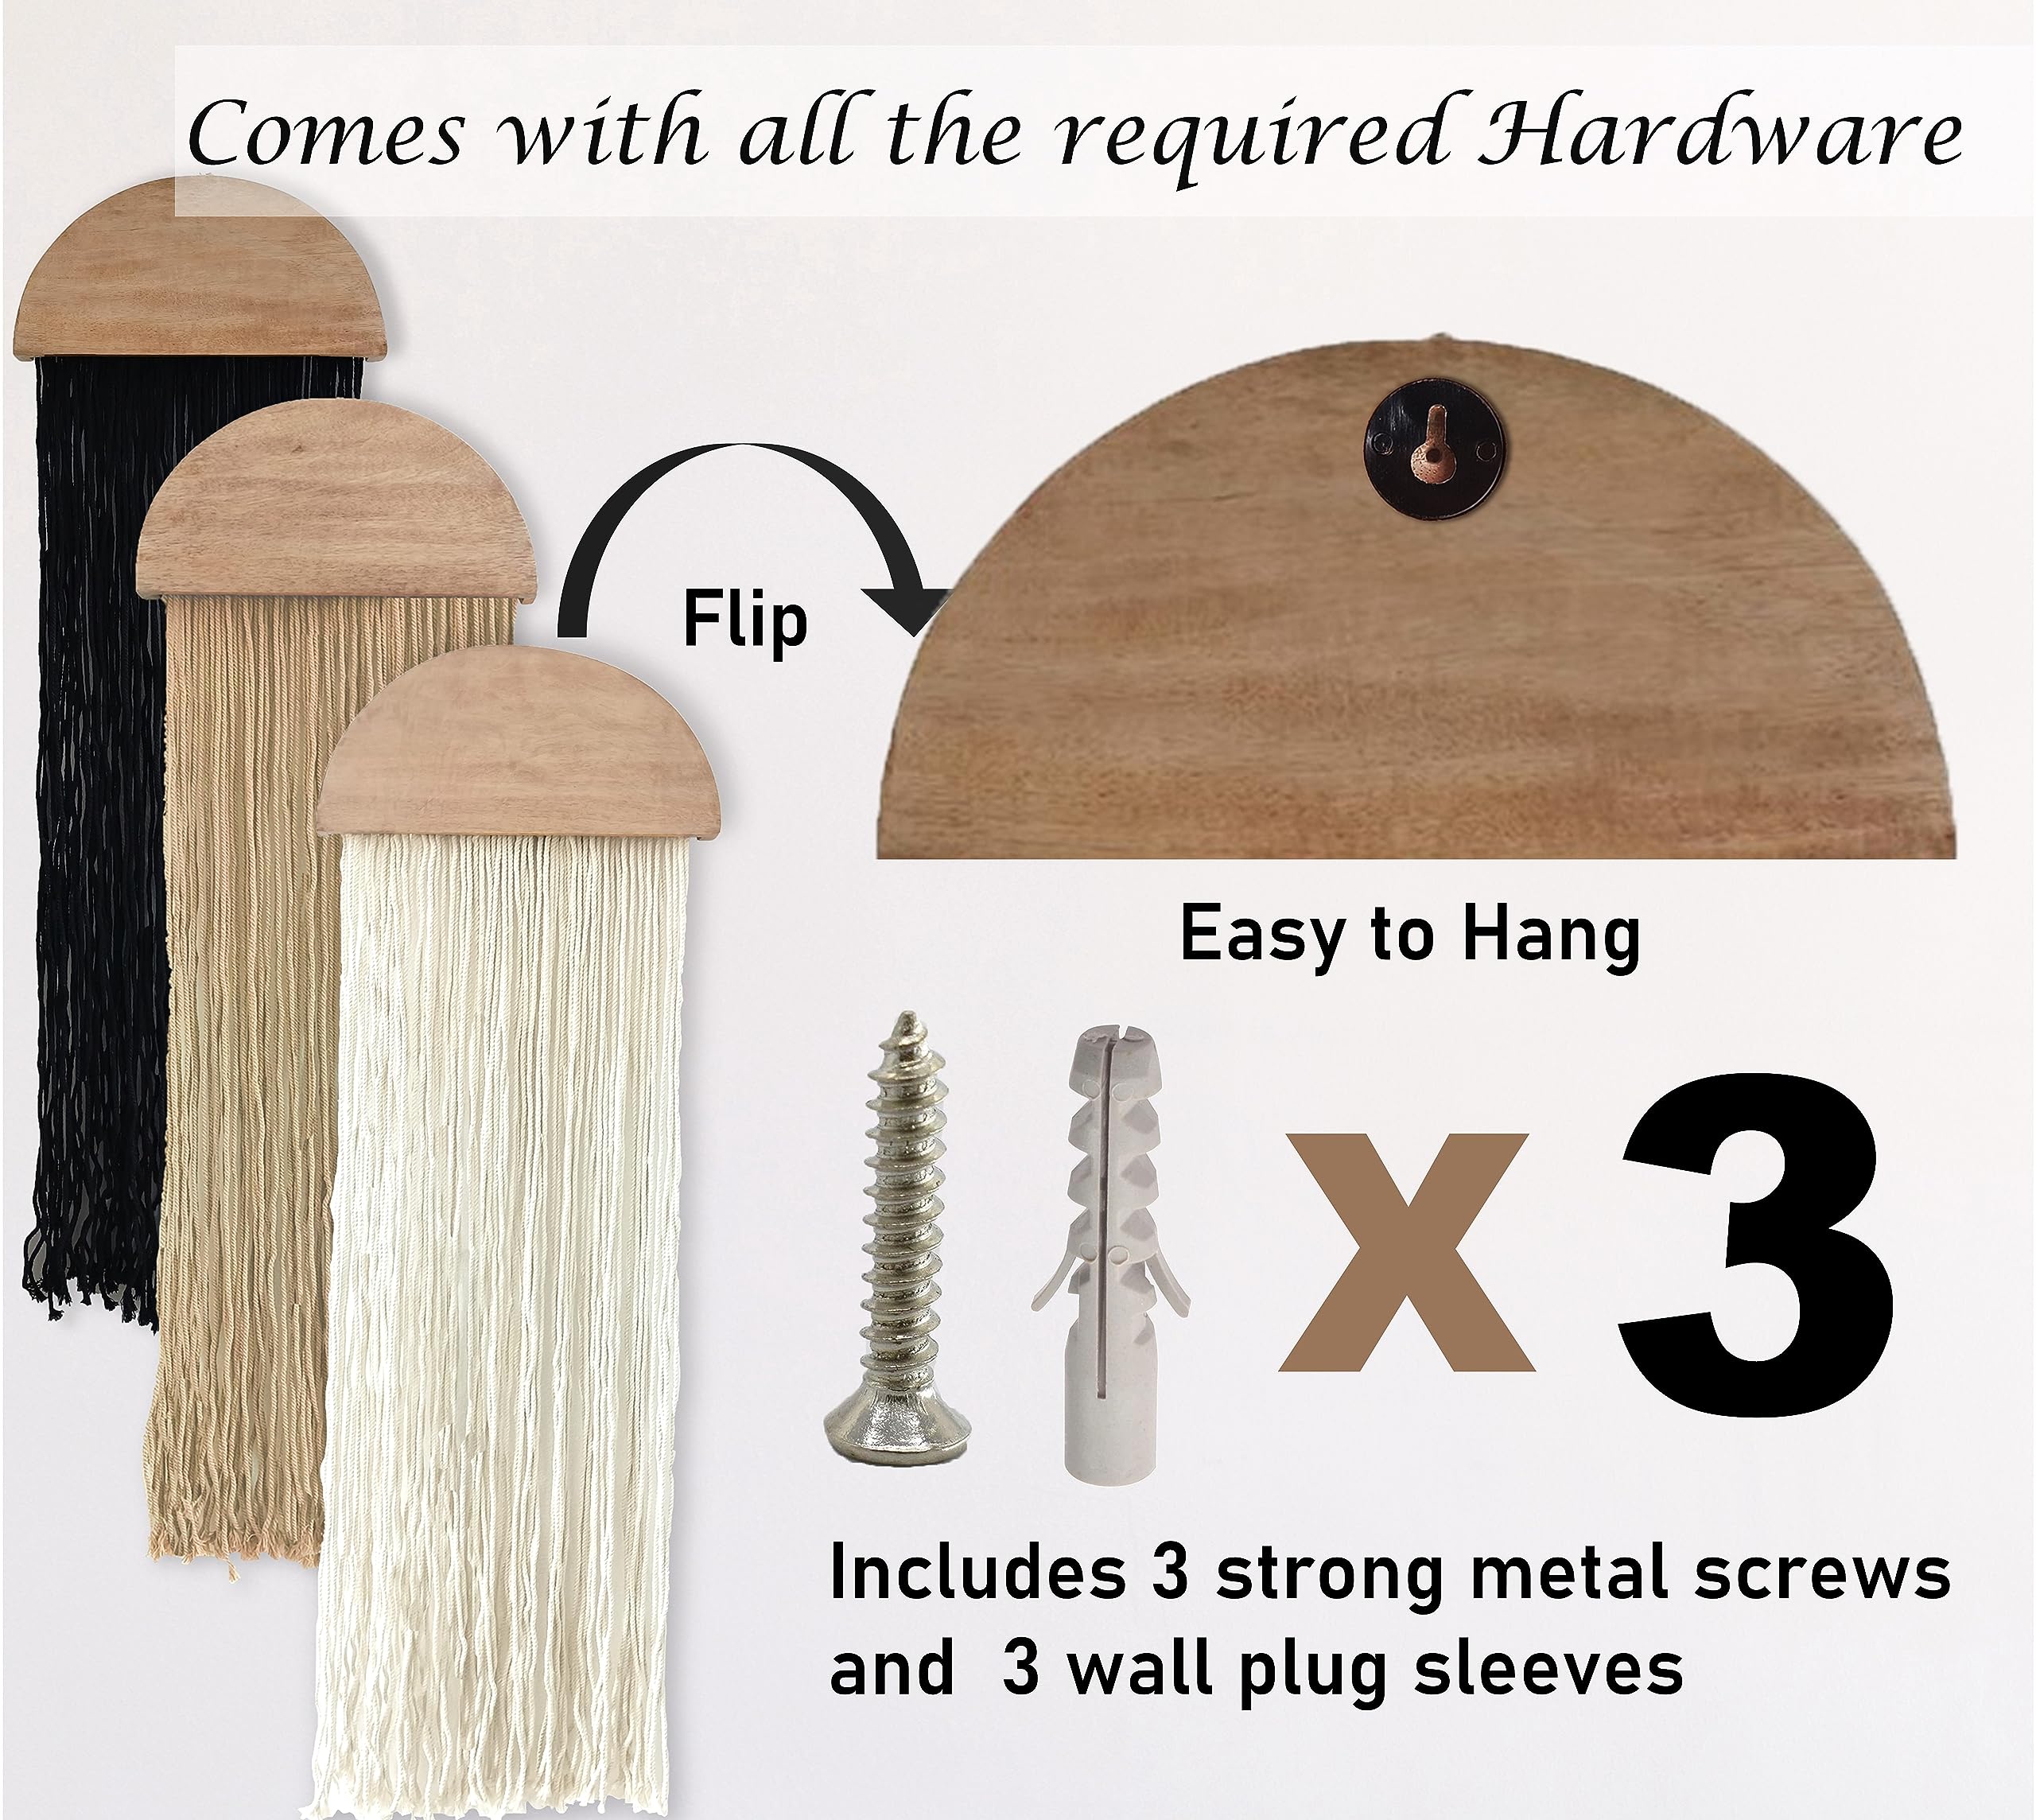 Comes with all the required Hardware
Flip
Easy to Hang
x 3
Includes 3 strong metal screws
and 3 wall plug sleeves